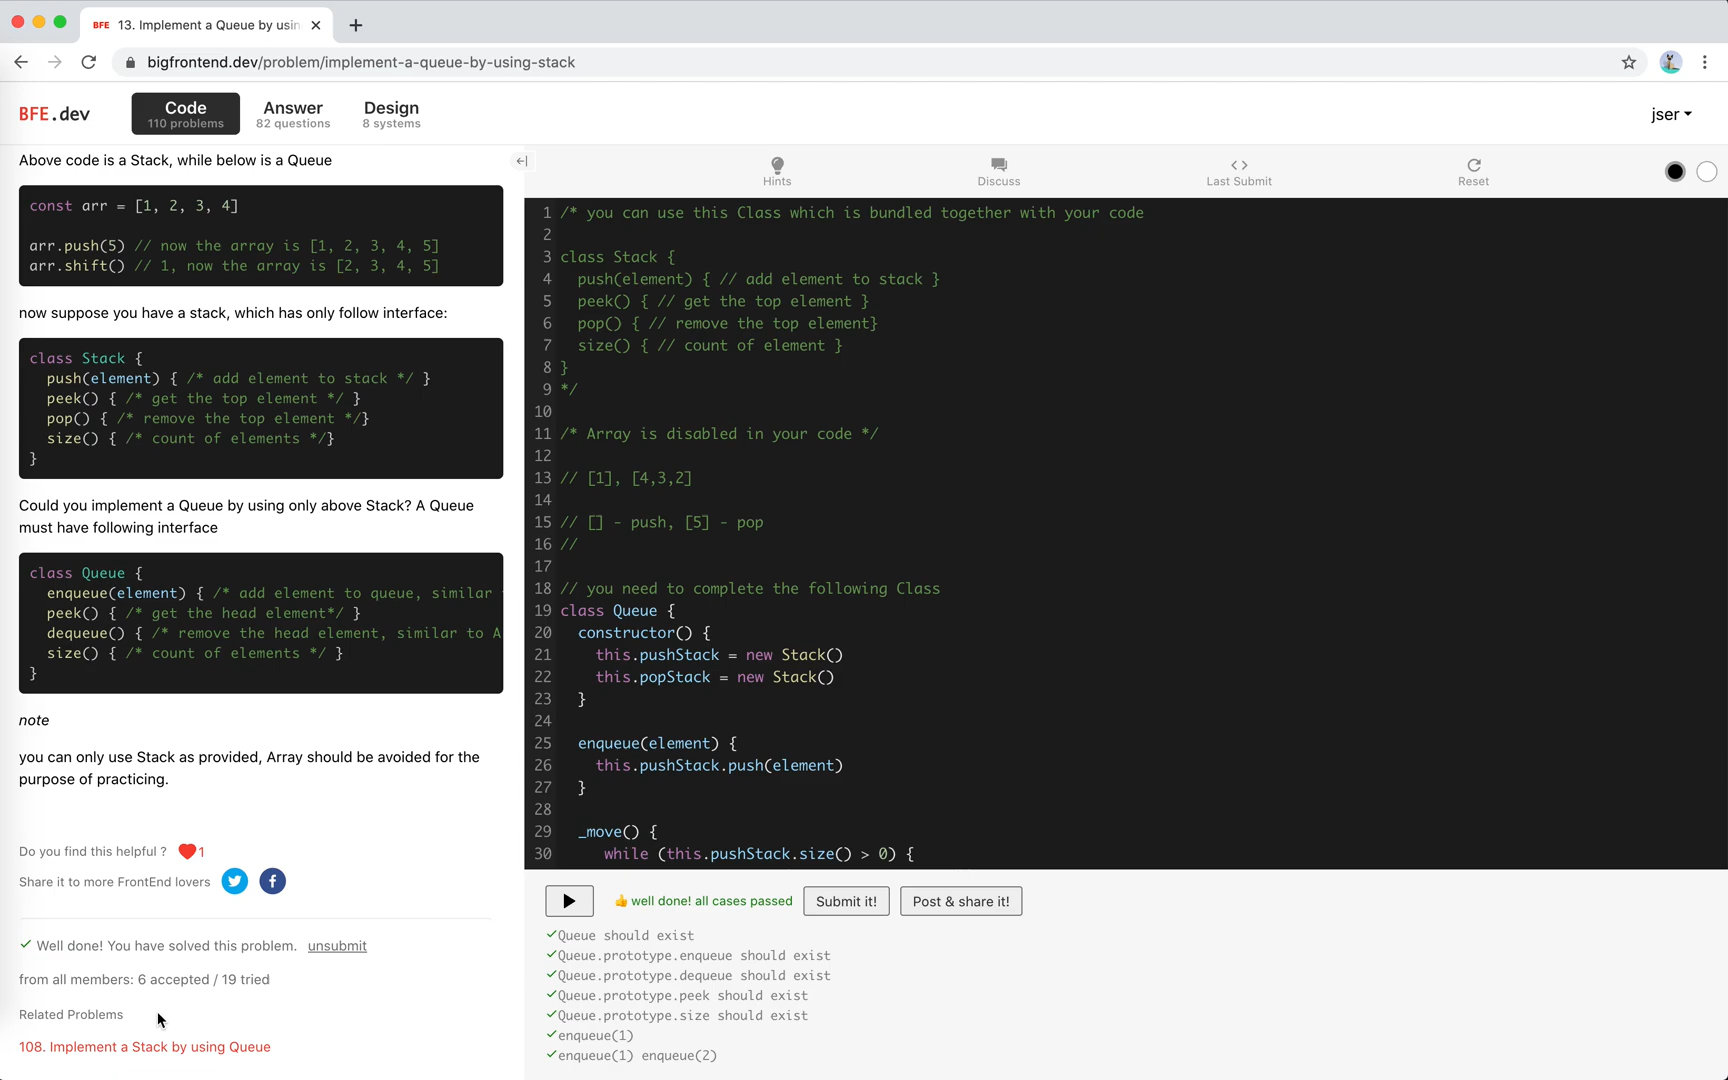 BFE 13. Implement a Queue by usin
bigfrontend.dev/problem/implement-a-queue-by-using-stack
BFE.dev
Code
110 problems
Answer
82 questions
Design
8 systems
jser
Above code is a Stack, while below is a Queue
const arr = [1, 2, 3, 4]
arr.push(5) // now the array is [1, 2, 3, 4, 5]
arr.shift() // 1, now the array is [2, 3, 4, 5]
now suppose you have a stack, which has only follow interface:
class Stack {
push(element) { /* add element to stack */ }
peek() { /* get the top element */ }
pop() { /* remove the top element */}
size() { /* count of elements */}
}
Could you implement a Queue by using only above Stack? A Queue
must have following interface
class Queue {
enqueue(element) { /* add element to queue, similar
peek() { /* get the head element*/ }
dequeue() { /* remove the head element, similar to A
size() { /* count of elements */ }
}
note
you can only use Stack as provided, Array should be avoided for the
purpose of practicing.
Do you find this helpful ? 1
Share it to more FrontEnd lovers
Well done! You have solved this problem. unsubmit
from all members: 6 accepted / 19 tried
Related Problems
108. Implement a Stack by using Queue
Hints
Discuss
Last Submit
Reset
1 /* you can use this Class which is bundled together with your code
2
3 class Stack {
4 push(element) { // add element to stack }
5 peek() { // get the top element }
6 pop() { // remove the top element}
7 size() { // count of element }
8 }
9 */
10
11 /* Array is disabled in your code */
12
13 // [1], [4,3,2]
14
15 // [] - push, [5] - pop
16 //
17
18 // you need to complete the following Class
19 class Queue {
20 constructor() {
21 this.pushStack = new Stack()
22 this.popStack = new Stack()
23 }
24
25 enqueue(element) {
26 this.pushStack.push(element)
27 }
28
29 _move() {
30 while (this.pushStack.size() > 0) {
👍 well done! all cases passed
Submit it!
Post & share it!
Queue should exist
Queue.prototype.enqueue should exist
Queue.prototype.dequeue should exist
Queue.prototype.peek should exist
Queue.prototype.size should exist
enqueue(1)
enqueue(1) enqueue(2)